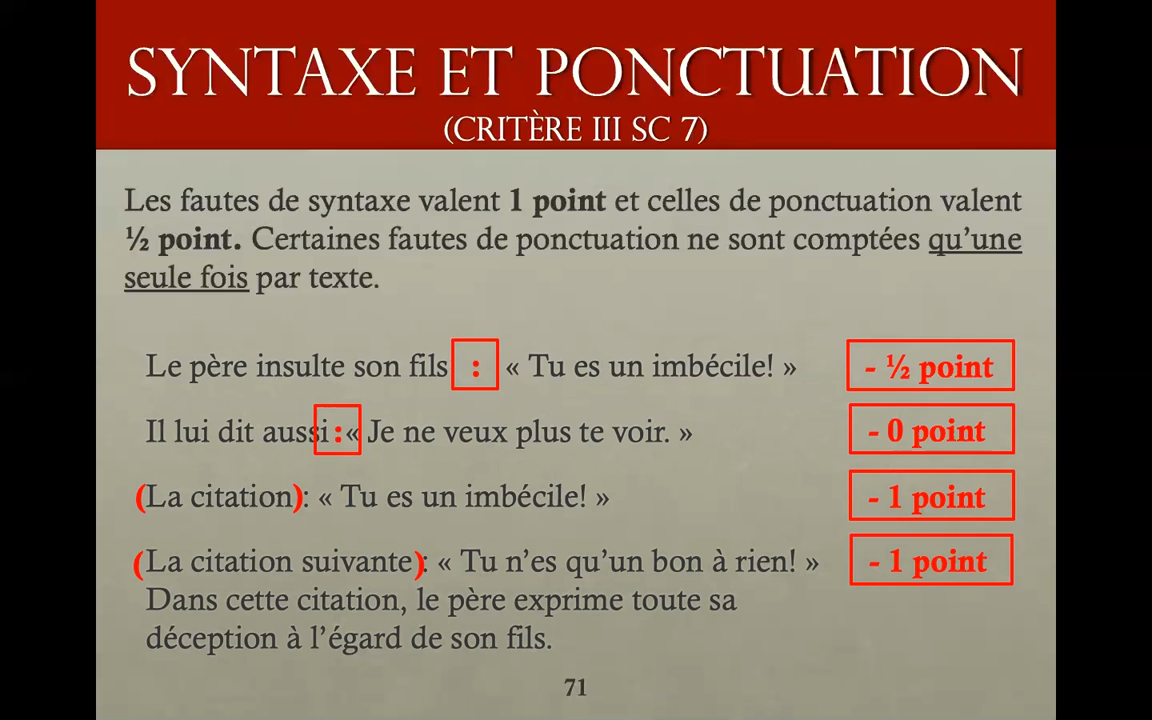 SYNTAXE ET PONCTUATION
(CRITÈRE III SC 7)
Les fautes de syntaxe valent 1 point et celles de ponctuation valent
½ point. Certaines fautes de ponctuation ne sont comptées qu’une
seule fois par texte.
Le père insulte son fils : « Tu es un imbécile! » - ½ point
Il lui dit aussi : « Je ne veux plus te voir. » - 0 point
(La citation) : « Tu es un imbécile! » - 1 point
(La citation suivante) : « Tu n’es qu’un bon à rien! » - 1 point
Dans cette citation, le père exprime toute sa
déception à l’égard de son fils.
71